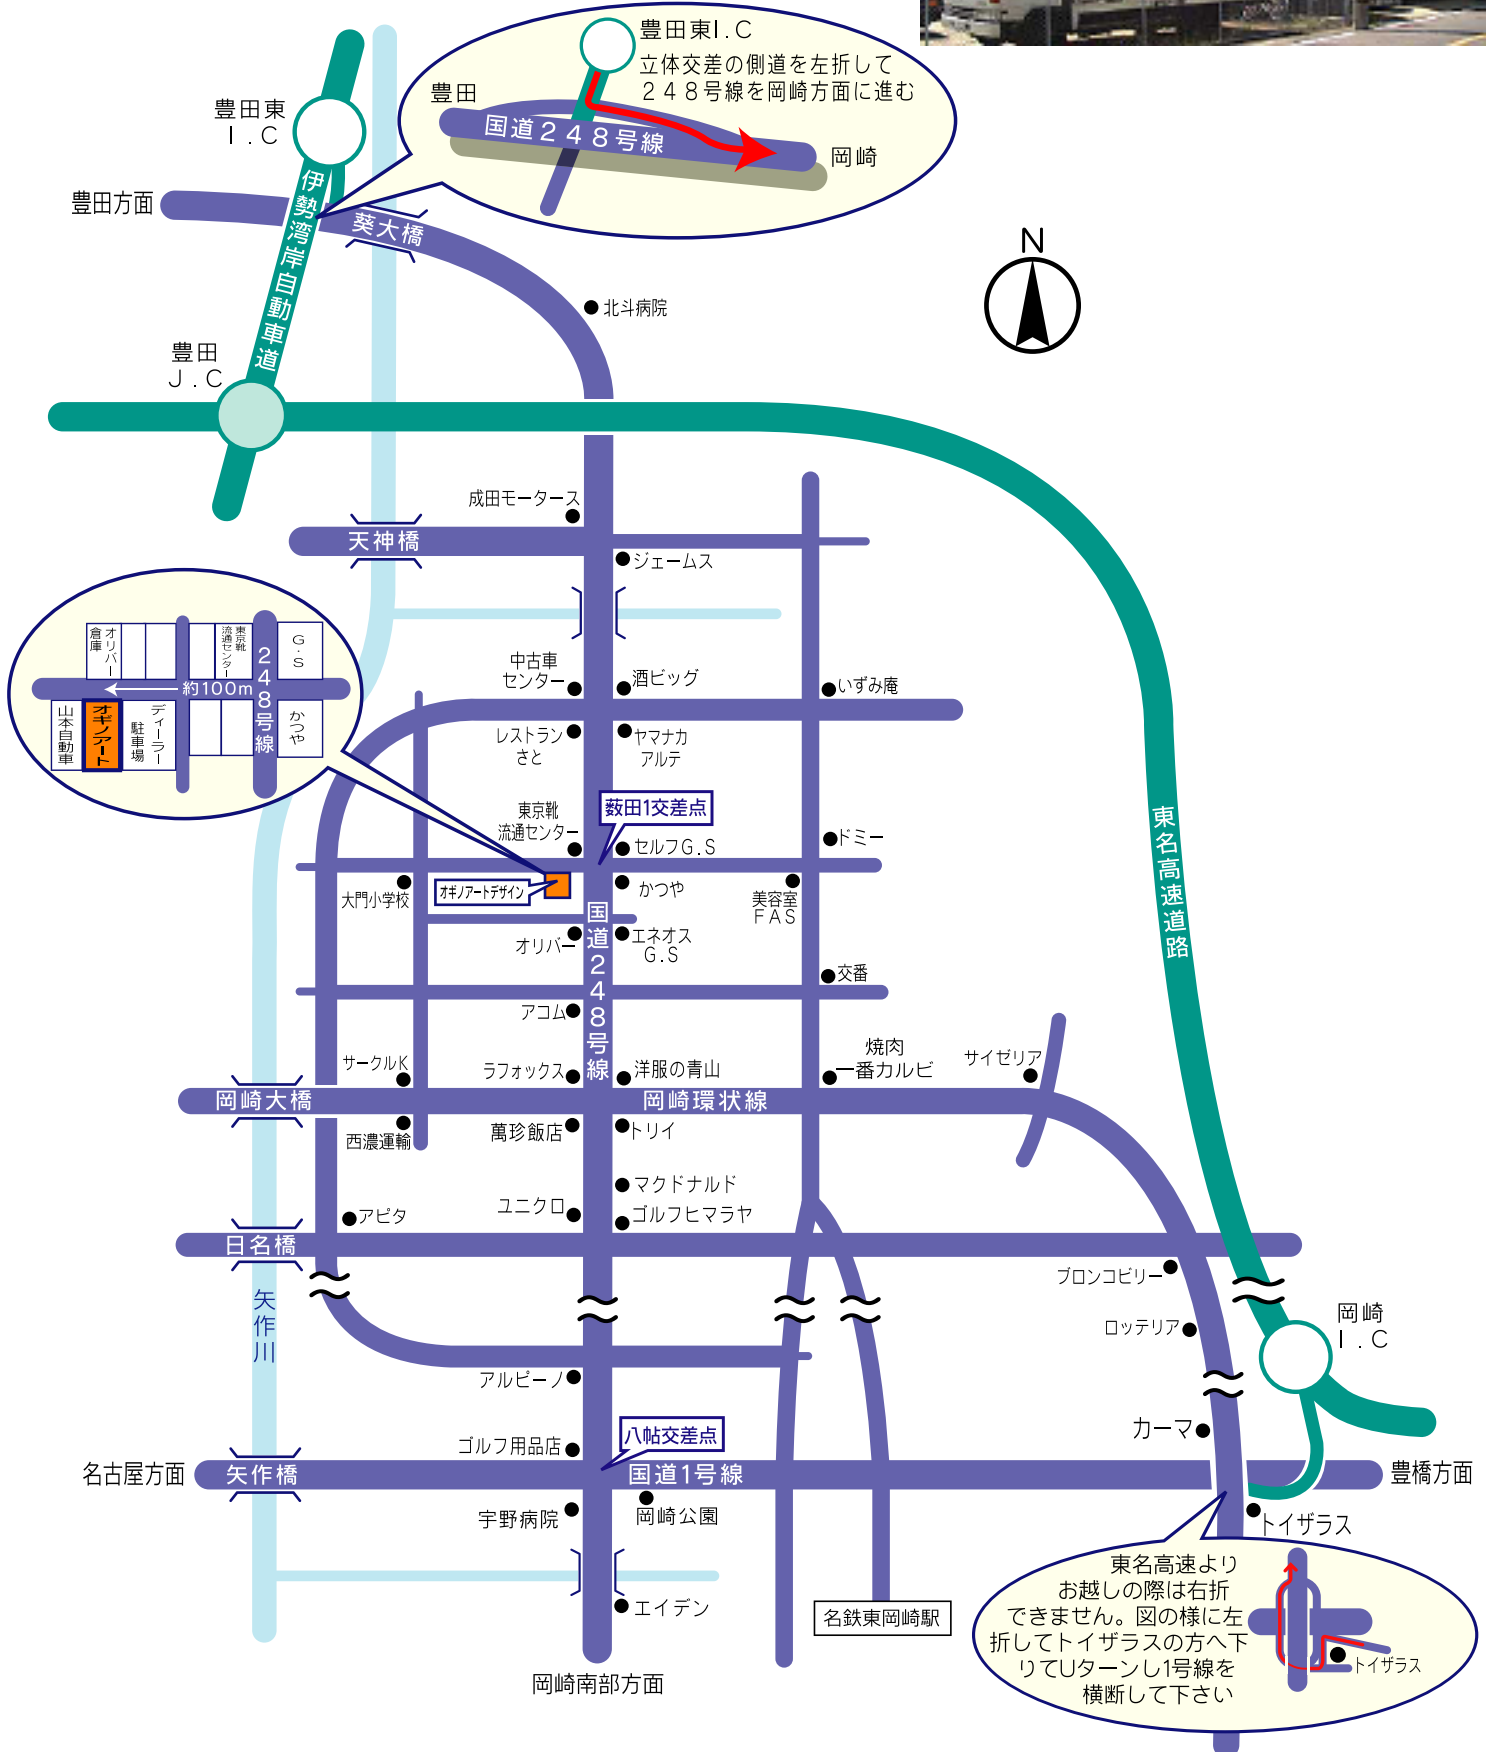 豊田東I.C
立体交差の側道を左折して
248号線を岡崎方面に進む
豊田
国道248号線
岡崎
豊田東
I.C
豊田方面
伊勢湾岸自動車道
葵大橋
N
北斗病院
豊田
J.C
成田モータース
天神橋
ジェームス
オリバー
倉庫
東京靴
流通センター
G.S
248号線
約100m
山本自動車
オギノアート
ディーラー
駐車場
かつや
中古車
センター
酒ビッグ
いずみ庵
レストラン
さと
ヤマナカ
アルテ
東京靴
流通センター
薮田1交差点
セルフG.S
ドミー
東名高速道路
大門小学校
オギノアートデザイン
かつや
美容室
FAS
国道248号線
オリバー
エネオス
G.S
交番
アコム
サークルK
ラフォックス
洋服の青山
焼肉
一番カルビ
サイゼリア
岡崎大橋
岡崎環状線
西濃運輸
萬珍飯店
トリイ
マクドナルド
ユニクロ
ゴルフヒマラヤ
アピタ
日名橋
ブロンコビリー
矢作川
ロッテリア
岡崎
I.C
アルピーノ
カーマ
ゴルフ用品店
八帖交差点
名古屋方面
矢作橋
国道1号線
豊橋方面
宇野病院
岡崎公園
トイザラス
エイデン
名鉄東岡崎駅
岡崎南部方面
東名高速より
お越しの際は右折
できません。図の様に左
折してトイザラスの方へ下
りてUターンし1号線を
横断して下さい
トイザラス